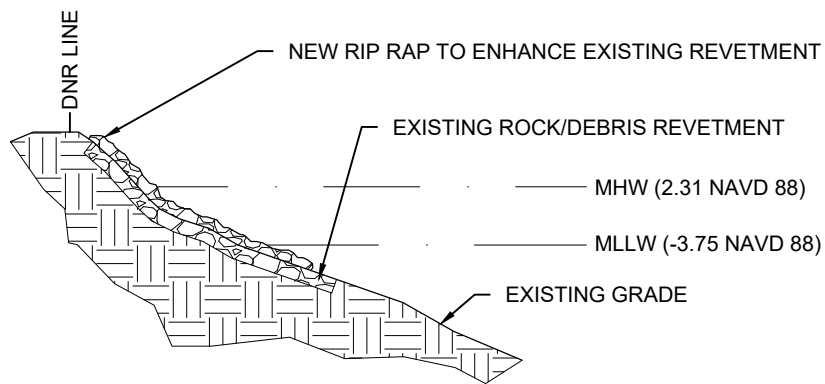 DNR LINE
NEW RIP RAP TO ENHANCE EXISTING REVETMENT
EXISTING ROCK/DEBRIS REVETMENT
MHW (2.31 NAVD 88)
MLLW (-3.75 NAVD 88)
EXISTING GRADE